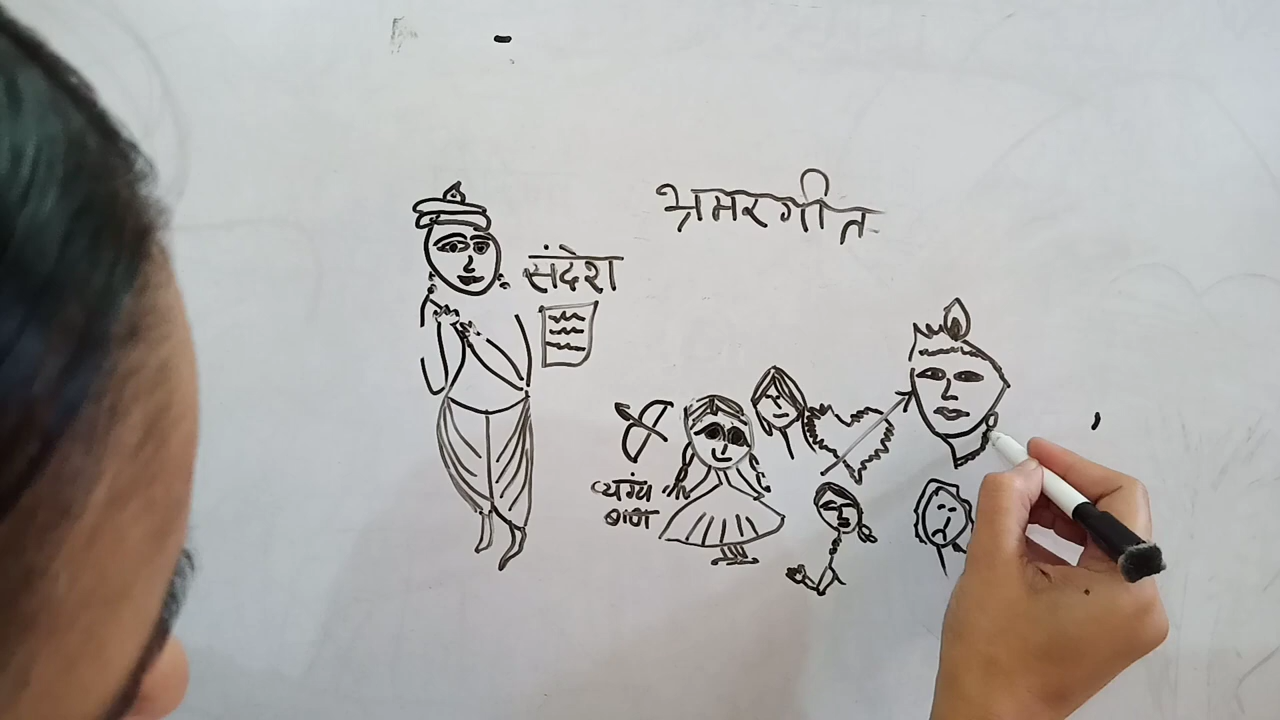 भ्रमरगीत
संदेश
व्यंग्य
बाण